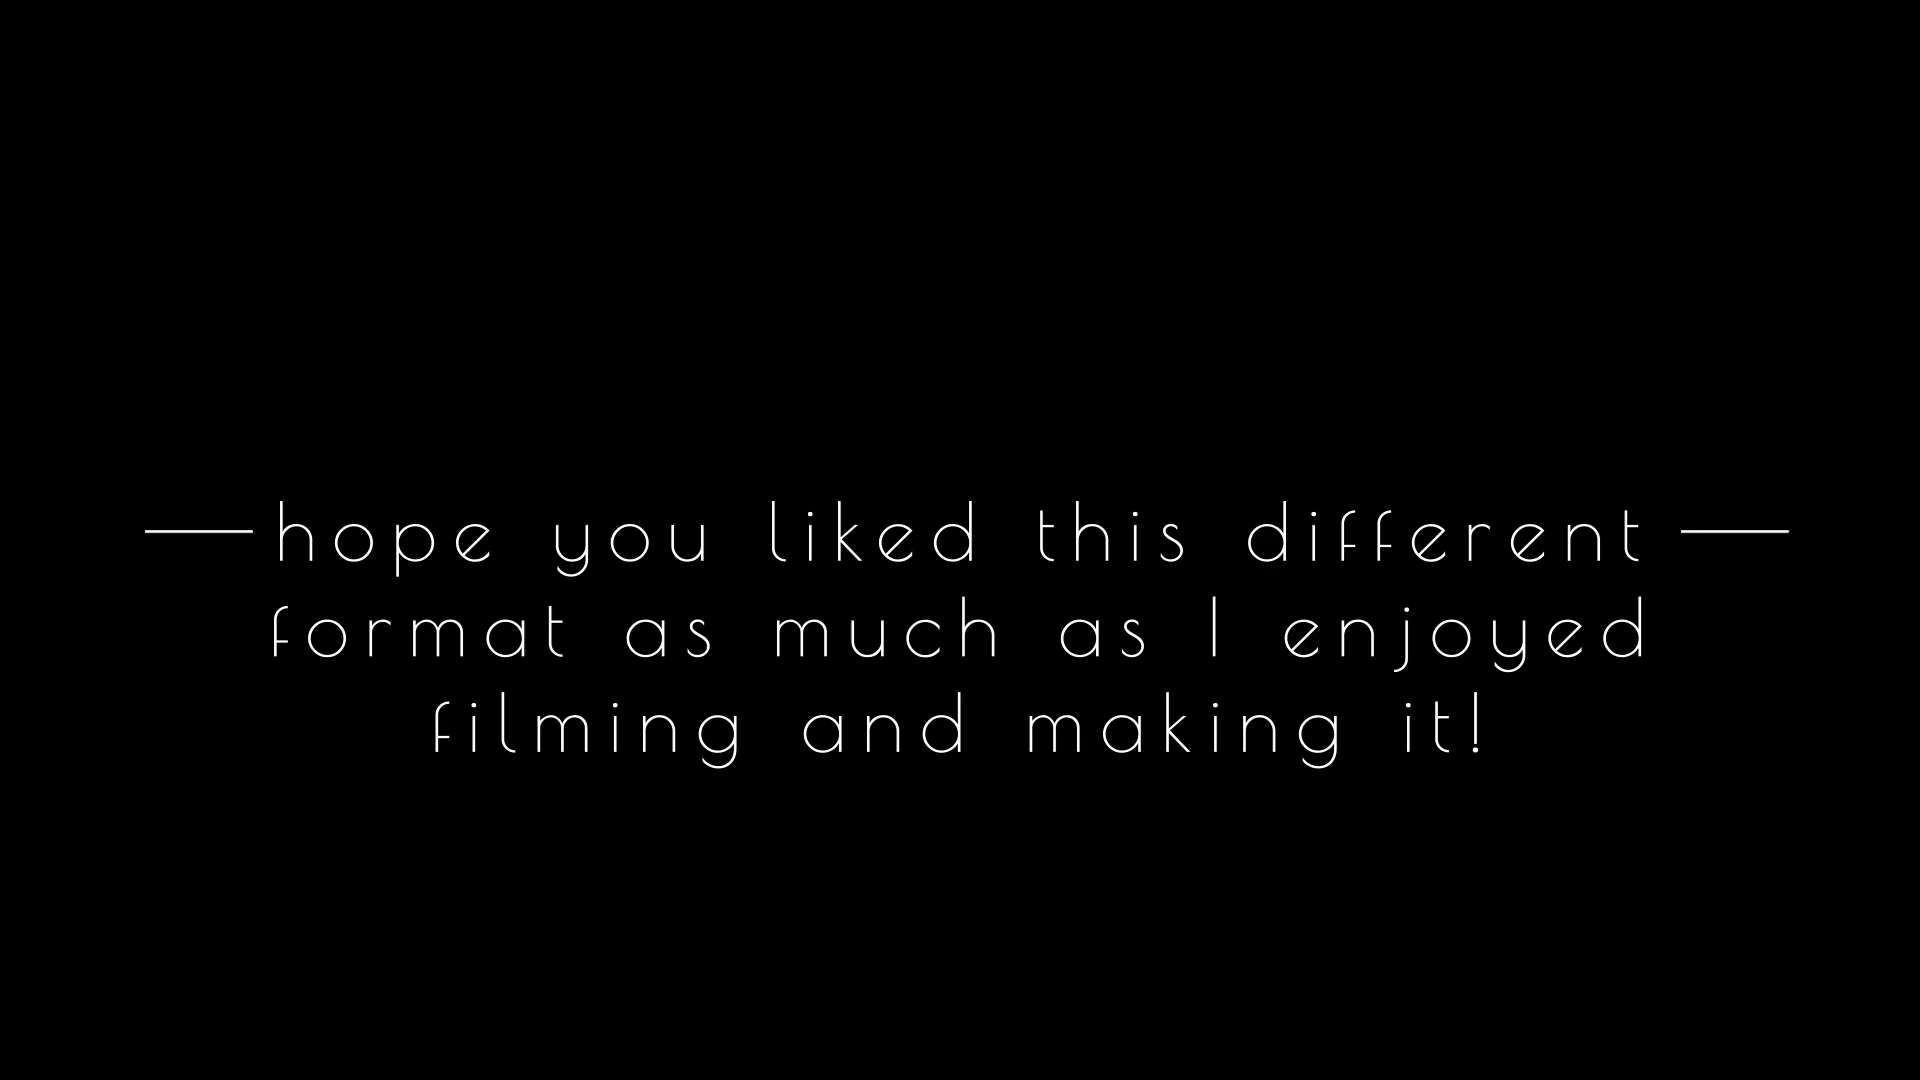 hope you liked this different
format as much as I enjoyed
filming and making it!